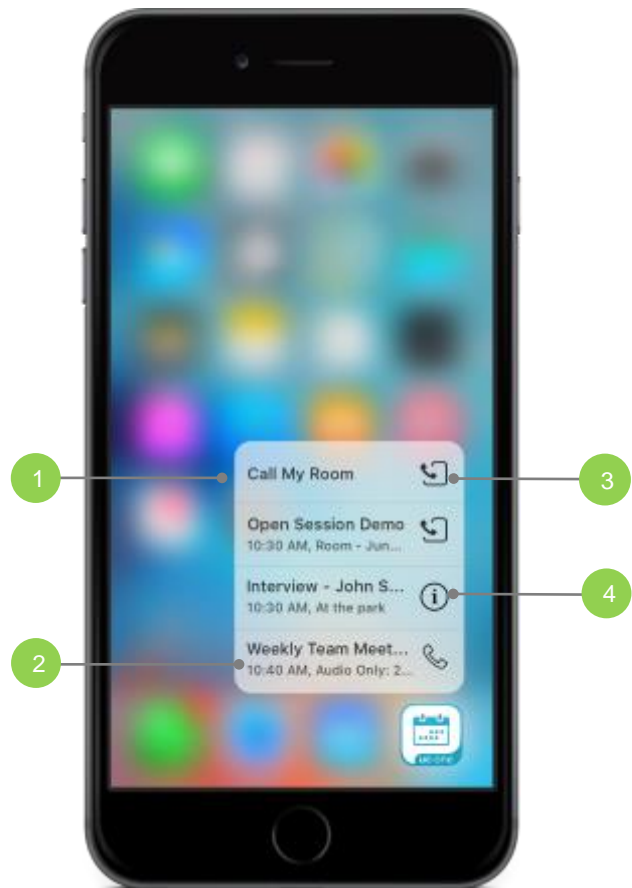 Call My Room
Open Session Demo
10:30 AM, Room - Jun...
Interview - John S...
10:30 AM, At the park
Weekly Team Meet...
10:40 AM, Audio Only: 2...
1
2
3
4